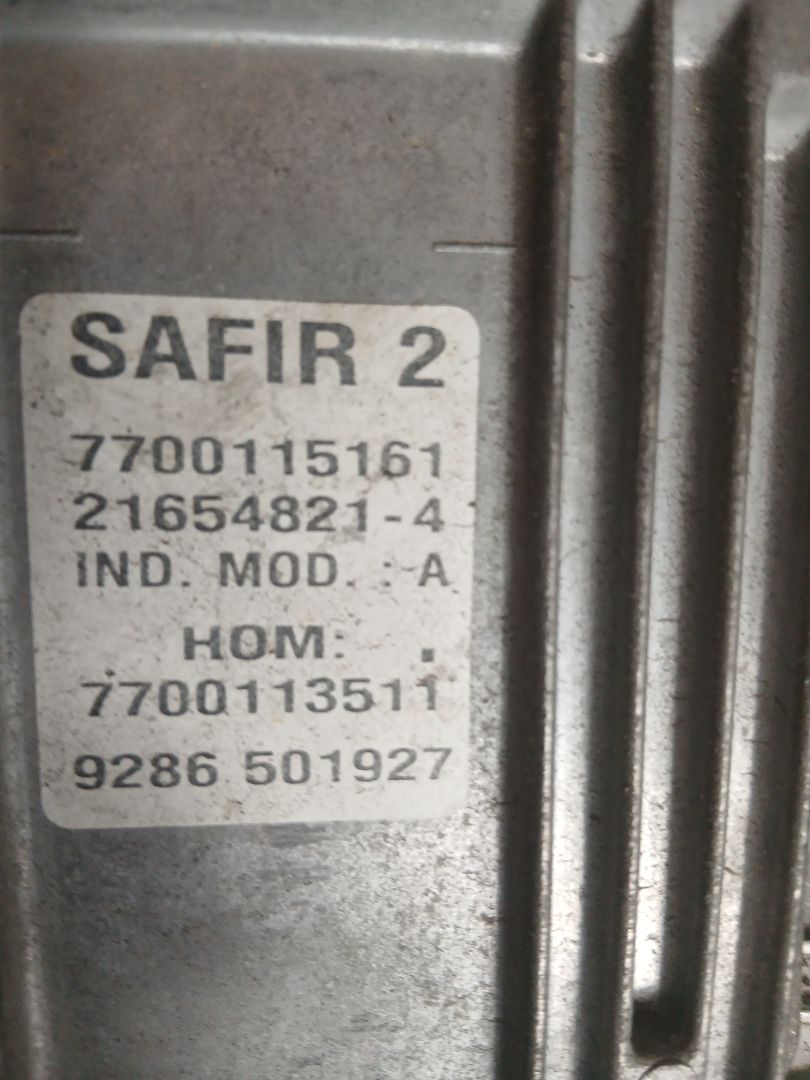 SAFIR 2
7700115161
21654821-4
IND. MOD. : A
HOM: .
7700113511
9286 501927